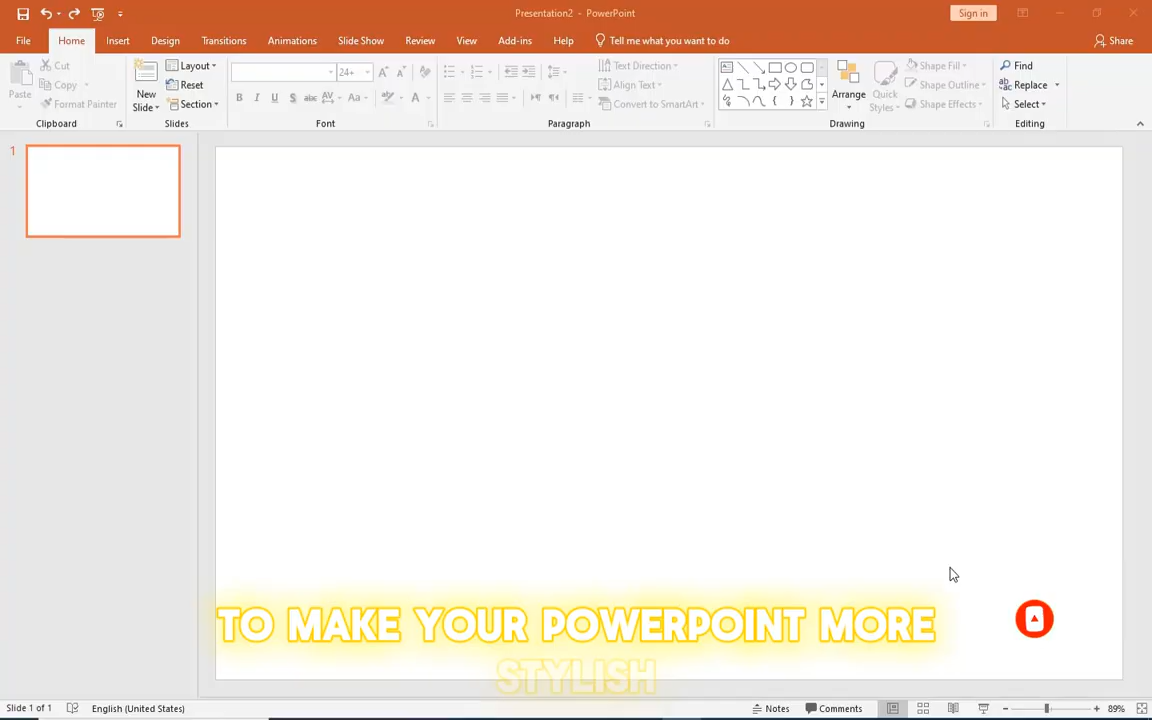 Presentation2 - PowerPoint
Sign in
File Home Insert Design Transitions Animations Slide Show Review View Add-ins Help Tell me what you want to do Share
Paste
Cut
Copy
Format Painter
Clipboard
New Slide
Layout
Reset
Section
Slides
24+
A A
B I U S abc AV Aa A
Font
Text Direction
Align Text
Convert to SmartArt
Paragraph
Arrange
Quick Styles
Shape Fill
Shape Outline
Shape Effects
Drawing
Find
Replace
Select
Editing
1
TO MAKE YOUR POWERPOINT MORE
STYLISH
Slide 1 of 1 English (United States) Notes Comments 89%